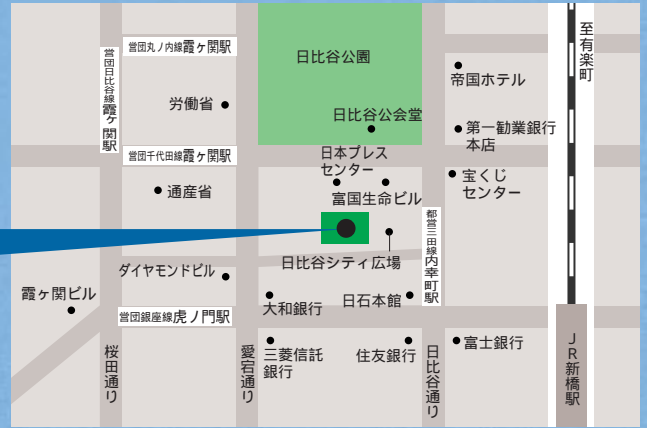 営団丸ノ内線霞ヶ関駅
日比谷公園
至有楽町
営団日比谷線霞ヶ関駅
帝国ホテル
労働省
日比谷公会堂
第一勧業銀行
本店
営団千代田線霞ヶ関駅
日本プレス
センター
宝くじ
センター
通産省
富国生命ビル
都営三田線内幸町駅
日比谷シティ広場
ダイヤモンドビル
霞ヶ関ビル
大和銀行
日石本館
営団銀座線虎ノ門駅
桜田通り
愛宕通り
三菱信託
銀行
住友銀行
日比谷通り
富士銀行
JR新橋駅